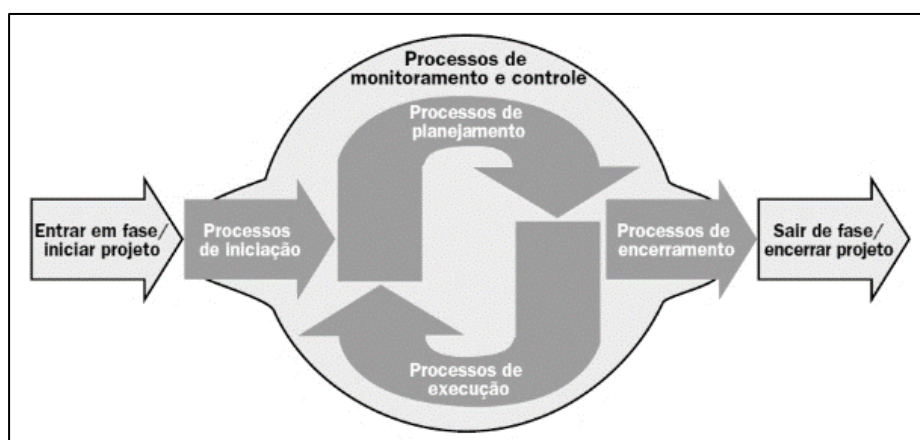 Processos de
monitoramento e controle
Processos de
planejamento
Entrar em fase/
iniciar projeto
Processos
de iniciação
Processos de
encerramento
Sair de fase/
encerrar projeto
Processos de
execução